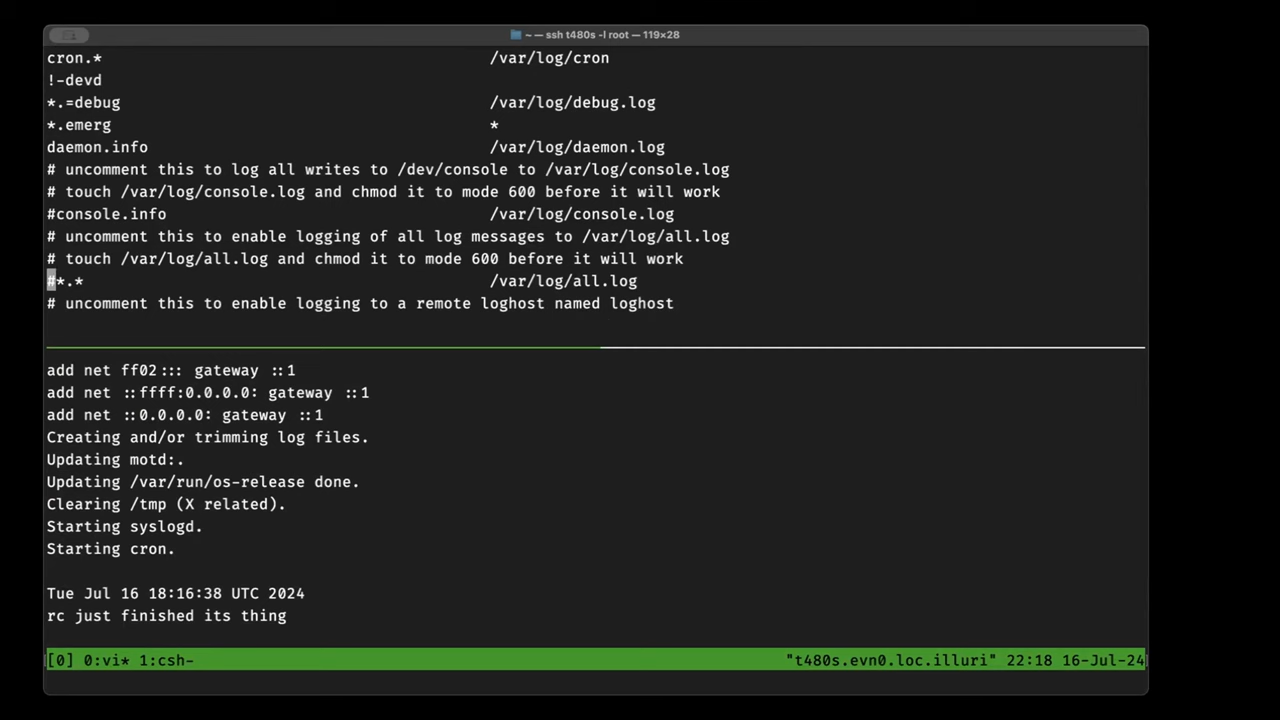 ~ — ssh t480s -l root — 119×28
cron.* /var/log/cron
!-devd
*.=debug /var/log/debug.log
*.emerg *
daemon.info /var/log/daemon.log
# uncomment this to log all writes to /dev/console to /var/log/console.log
# touch /var/log/console.log and chmod it to mode 600 before it will work
#console.info /var/log/console.log
# uncomment this to enable logging of all log messages to /var/log/all.log
# touch /var/log/all.log and chmod it to mode 600 before it will work
#*.* /var/log/all.log
# uncomment this to enable logging to a remote loghost named loghost
add net ff02::: gateway ::1
add net ::ffff:0.0.0.0: gateway ::1
add net ::0.0.0.0: gateway ::1
Creating and/or trimming log files.
Updating motd:.
Updating /var/run/os-release done.
Clearing /tmp (X related).
Starting syslogd.
Starting cron.
Tue Jul 16 18:16:38 UTC 2024
rc just finished its thing
[0] 0:vi* 1:csh- "t480s.evn0.loc.illuri" 22:18 16-Jul-24